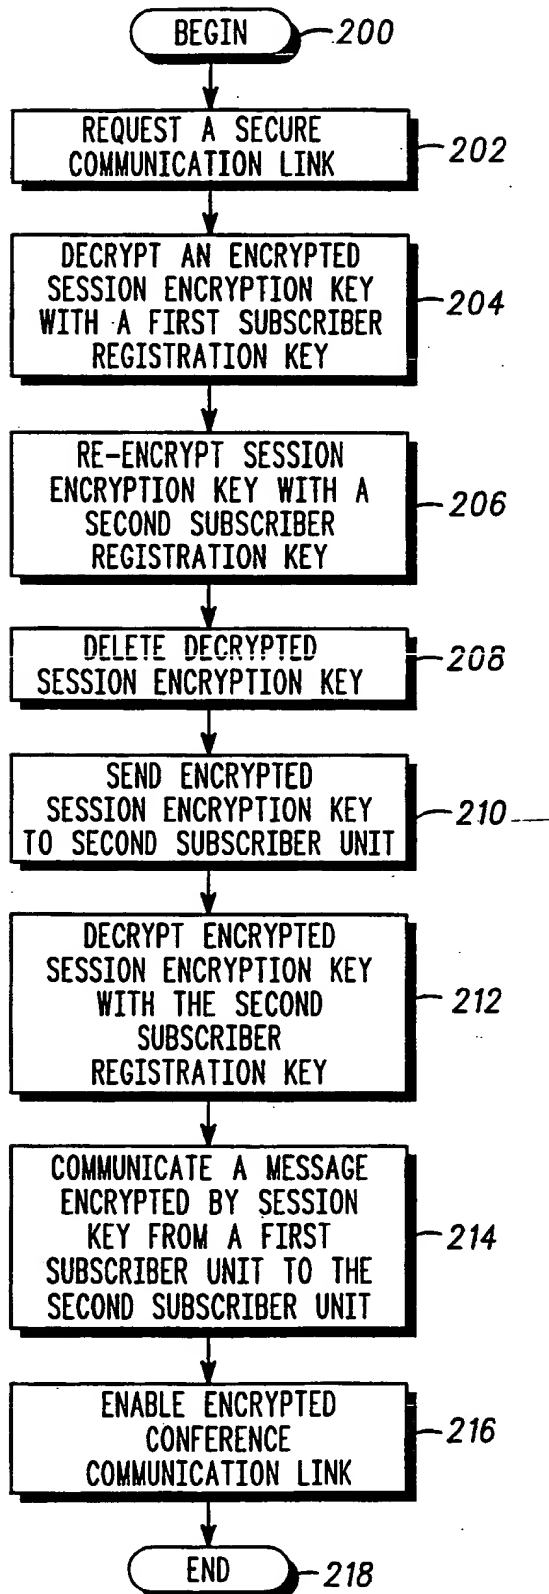 BEGIN
200
REQUEST A SECURE
COMMUNICATION LINK
202
DECRYPT AN ENCRYPTED
SESSION ENCRYPTION KEY
WITH A FIRST SUBSCRIBER
REGISTRATION KEY
204
RE-ENCRYPT SESSION
ENCRYPTION KEY WITH A
SECOND SUBSCRIBER
REGISTRATION KEY
206
DELETE DECRYPTED
SESSION ENCRYPTION KEY
208
SEND ENCRYPTED
SESSION ENCRYPTION KEY
TO SECOND SUBSCRIBER UNIT
210
DECRYPT ENCRYPTED
SESSION ENCRYPTION KEY
WITH THE SECOND
SUBSCRIBER
REGISTRATION KEY
212
COMMUNICATE A MESSAGE
ENCRYPTED BY SESSION
KEY FROM A FIRST
SUBSCRIBER UNIT TO THE
SECOND SUBSCRIBER UNIT
214
ENABLE ENCRYPTED
CONFERENCE
COMMUNICATION LINK
216
END
218